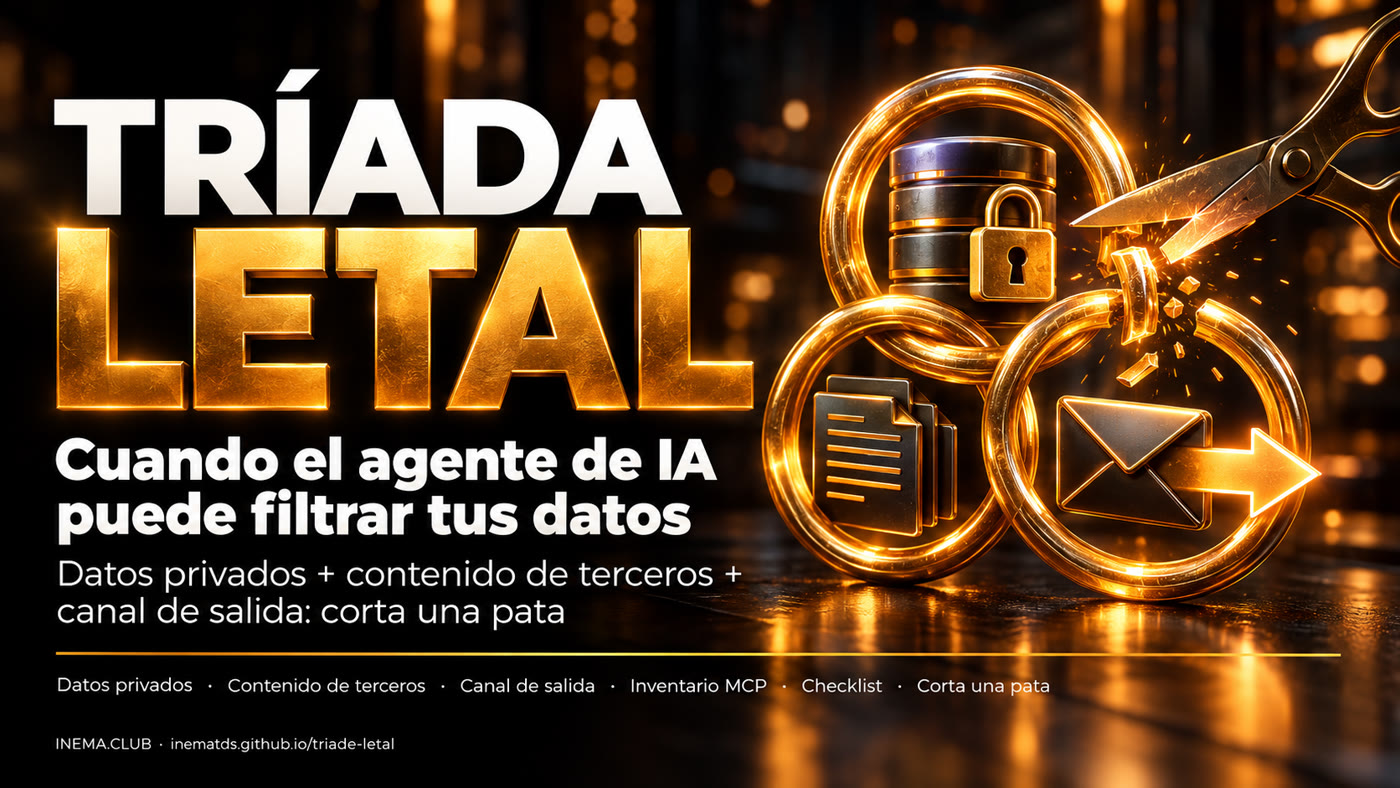 TRÍADA
LETAL
Cuando el agente de IA
puede filtrar tus datos
Datos privados + contenido de terceros +
canal de salida: corta una pata
Datos privados · Contenido de terceros · Canal de salida · Inventario MCP · Checklist · Corta una pata
INEMA.CLUB · inematds.github.io/triade-letal